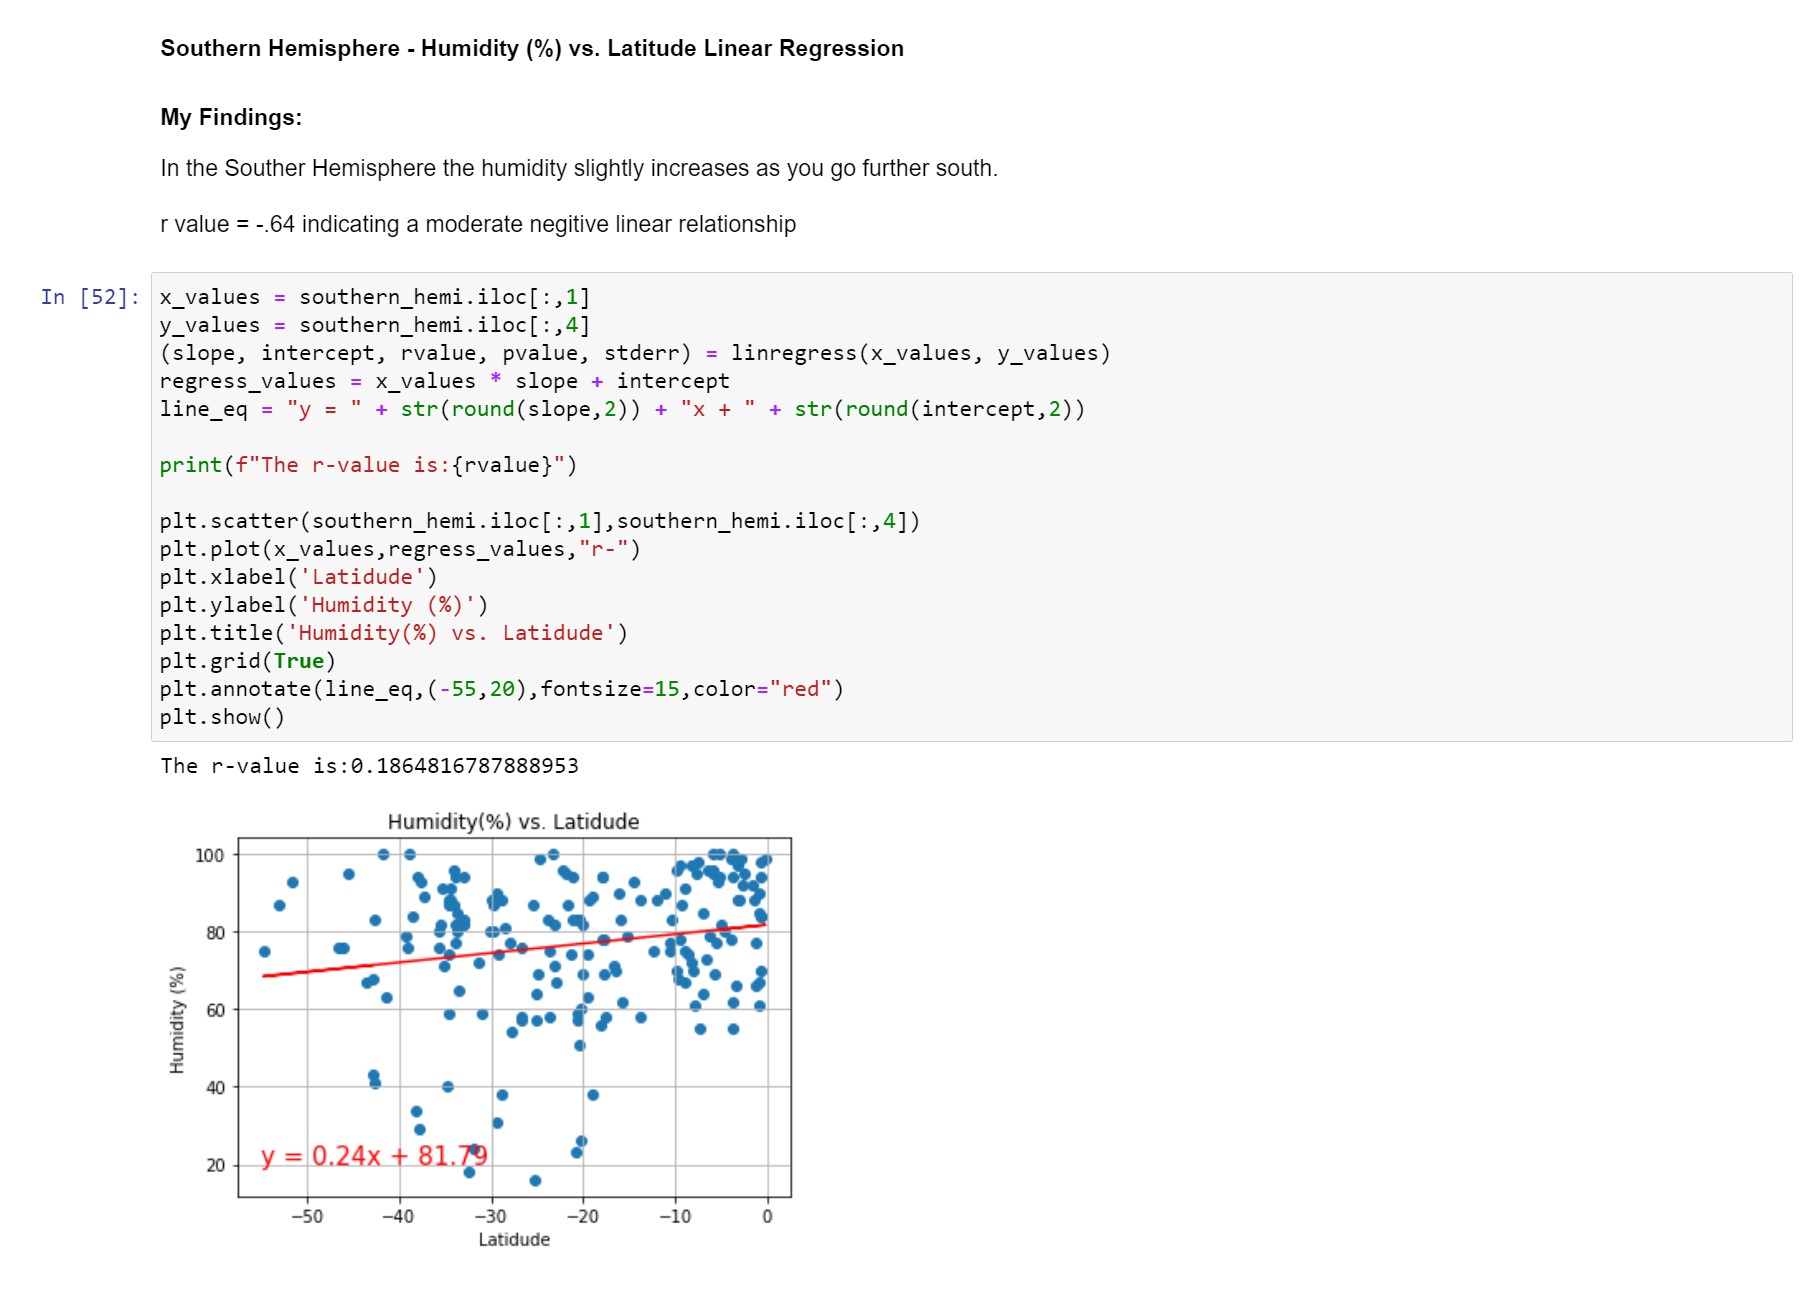 Southern Hemisphere - Humidity (%) vs. Latitude Linear Regression
My Findings:
In the Souther Hemisphere the humidity slightly increases as you go further south.
r value = -.64 indicating a moderate negitive linear relationship
In [52]:
x_values = southern_hemi.iloc[:,1]
y_values = southern_hemi.iloc[:,4]
(slope, intercept, rvalue, pvalue, stderr) = linregress(x_values, y_values)
regress_values = x_values * slope + intercept
line_eq = "y = " + str(round(slope,2)) + "x + " + str(round(intercept,2))
print(f"The r-value is:{rvalue}")
plt.scatter(southern_hemi.iloc[:,1],southern_hemi.iloc[:,4])
plt.plot(x_values,regress_values,"r-")
plt.xlabel('Latidude')
plt.ylabel('Humidity (%)')
plt.title('Humidity(%) vs. Latidude')
plt.grid(True)
plt.annotate(line_eq,(-55,20),fontsize=15,color="red")
plt.show()
The r-value is:0.1864816787888953
Humidity(%) vs. Latidude
100
80
60
40
20
Humidity (%)
y = 0.24x + 81.79
−50 −40 −30 −20 −10 0
Latidude